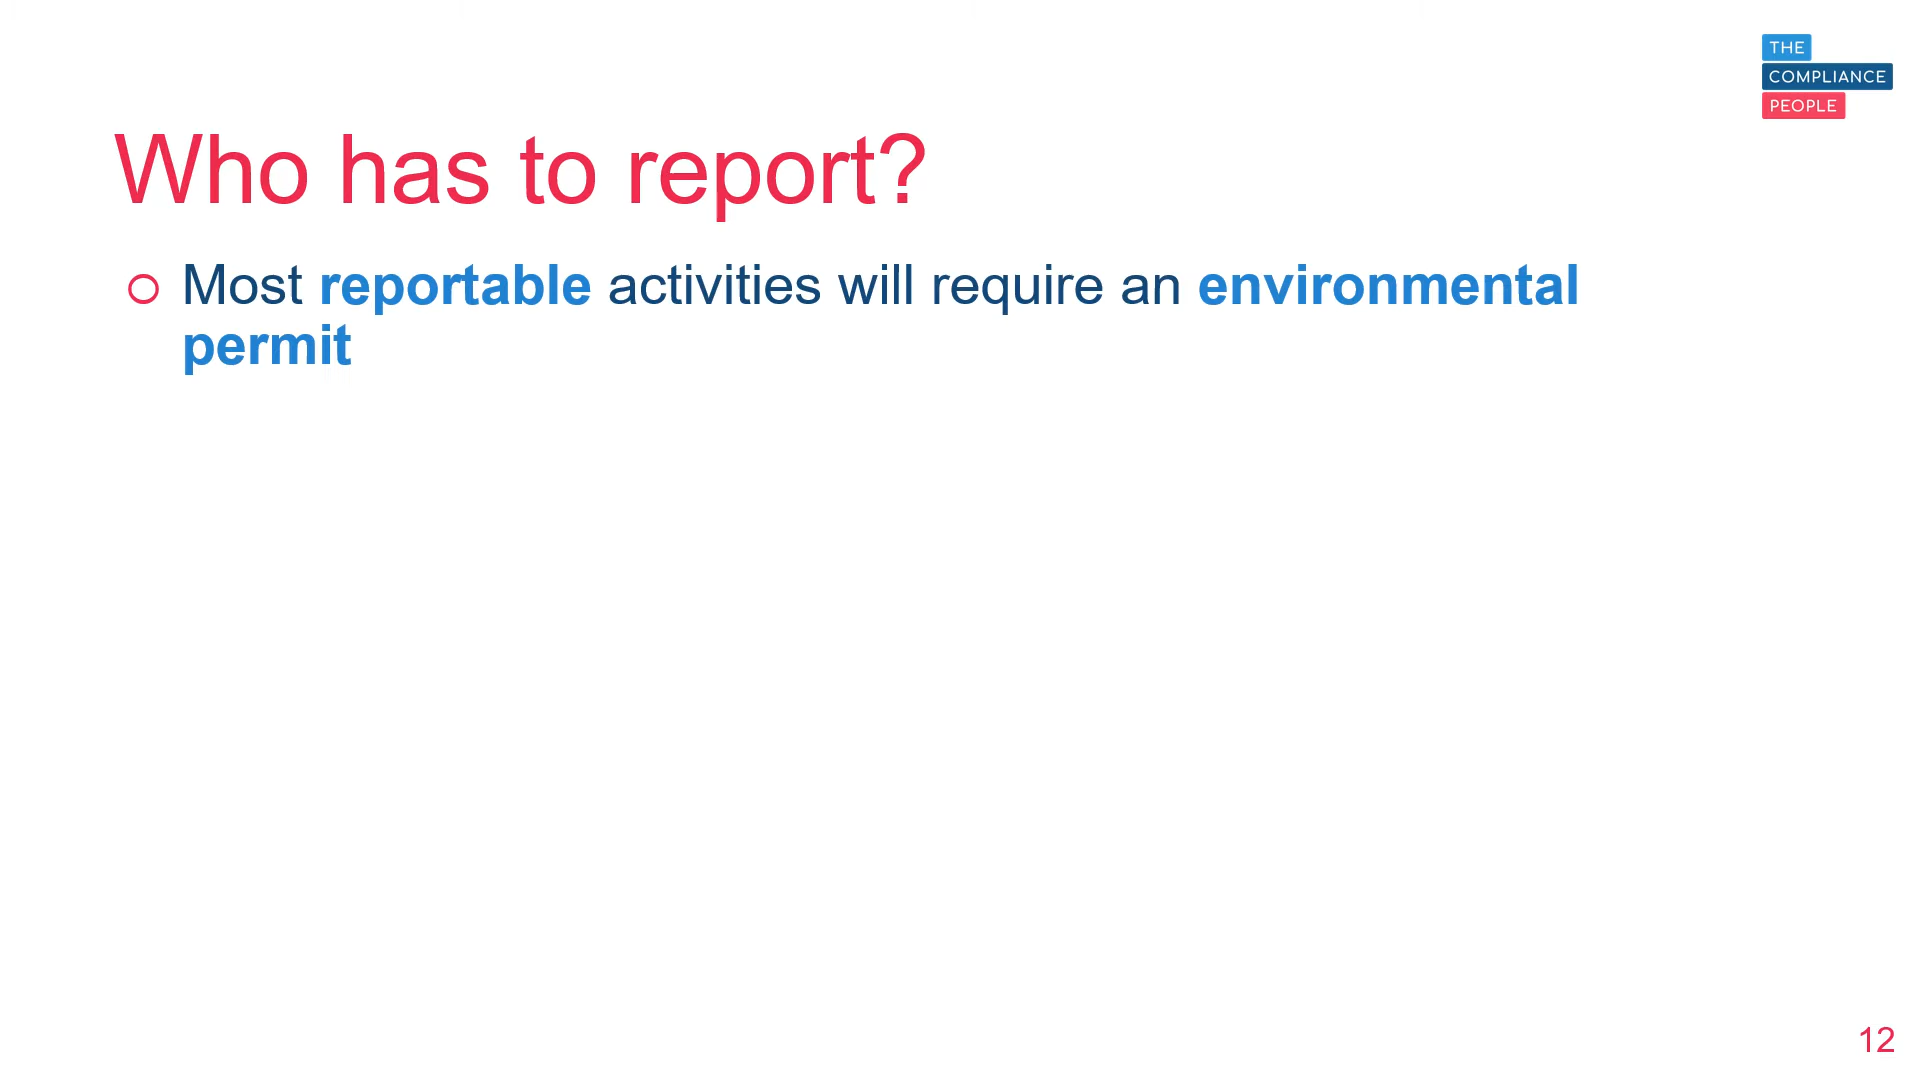 THE
COMPLIANCE
PEOPLE
Who has to report?
Most reportable activities will require an environmental
permit
12